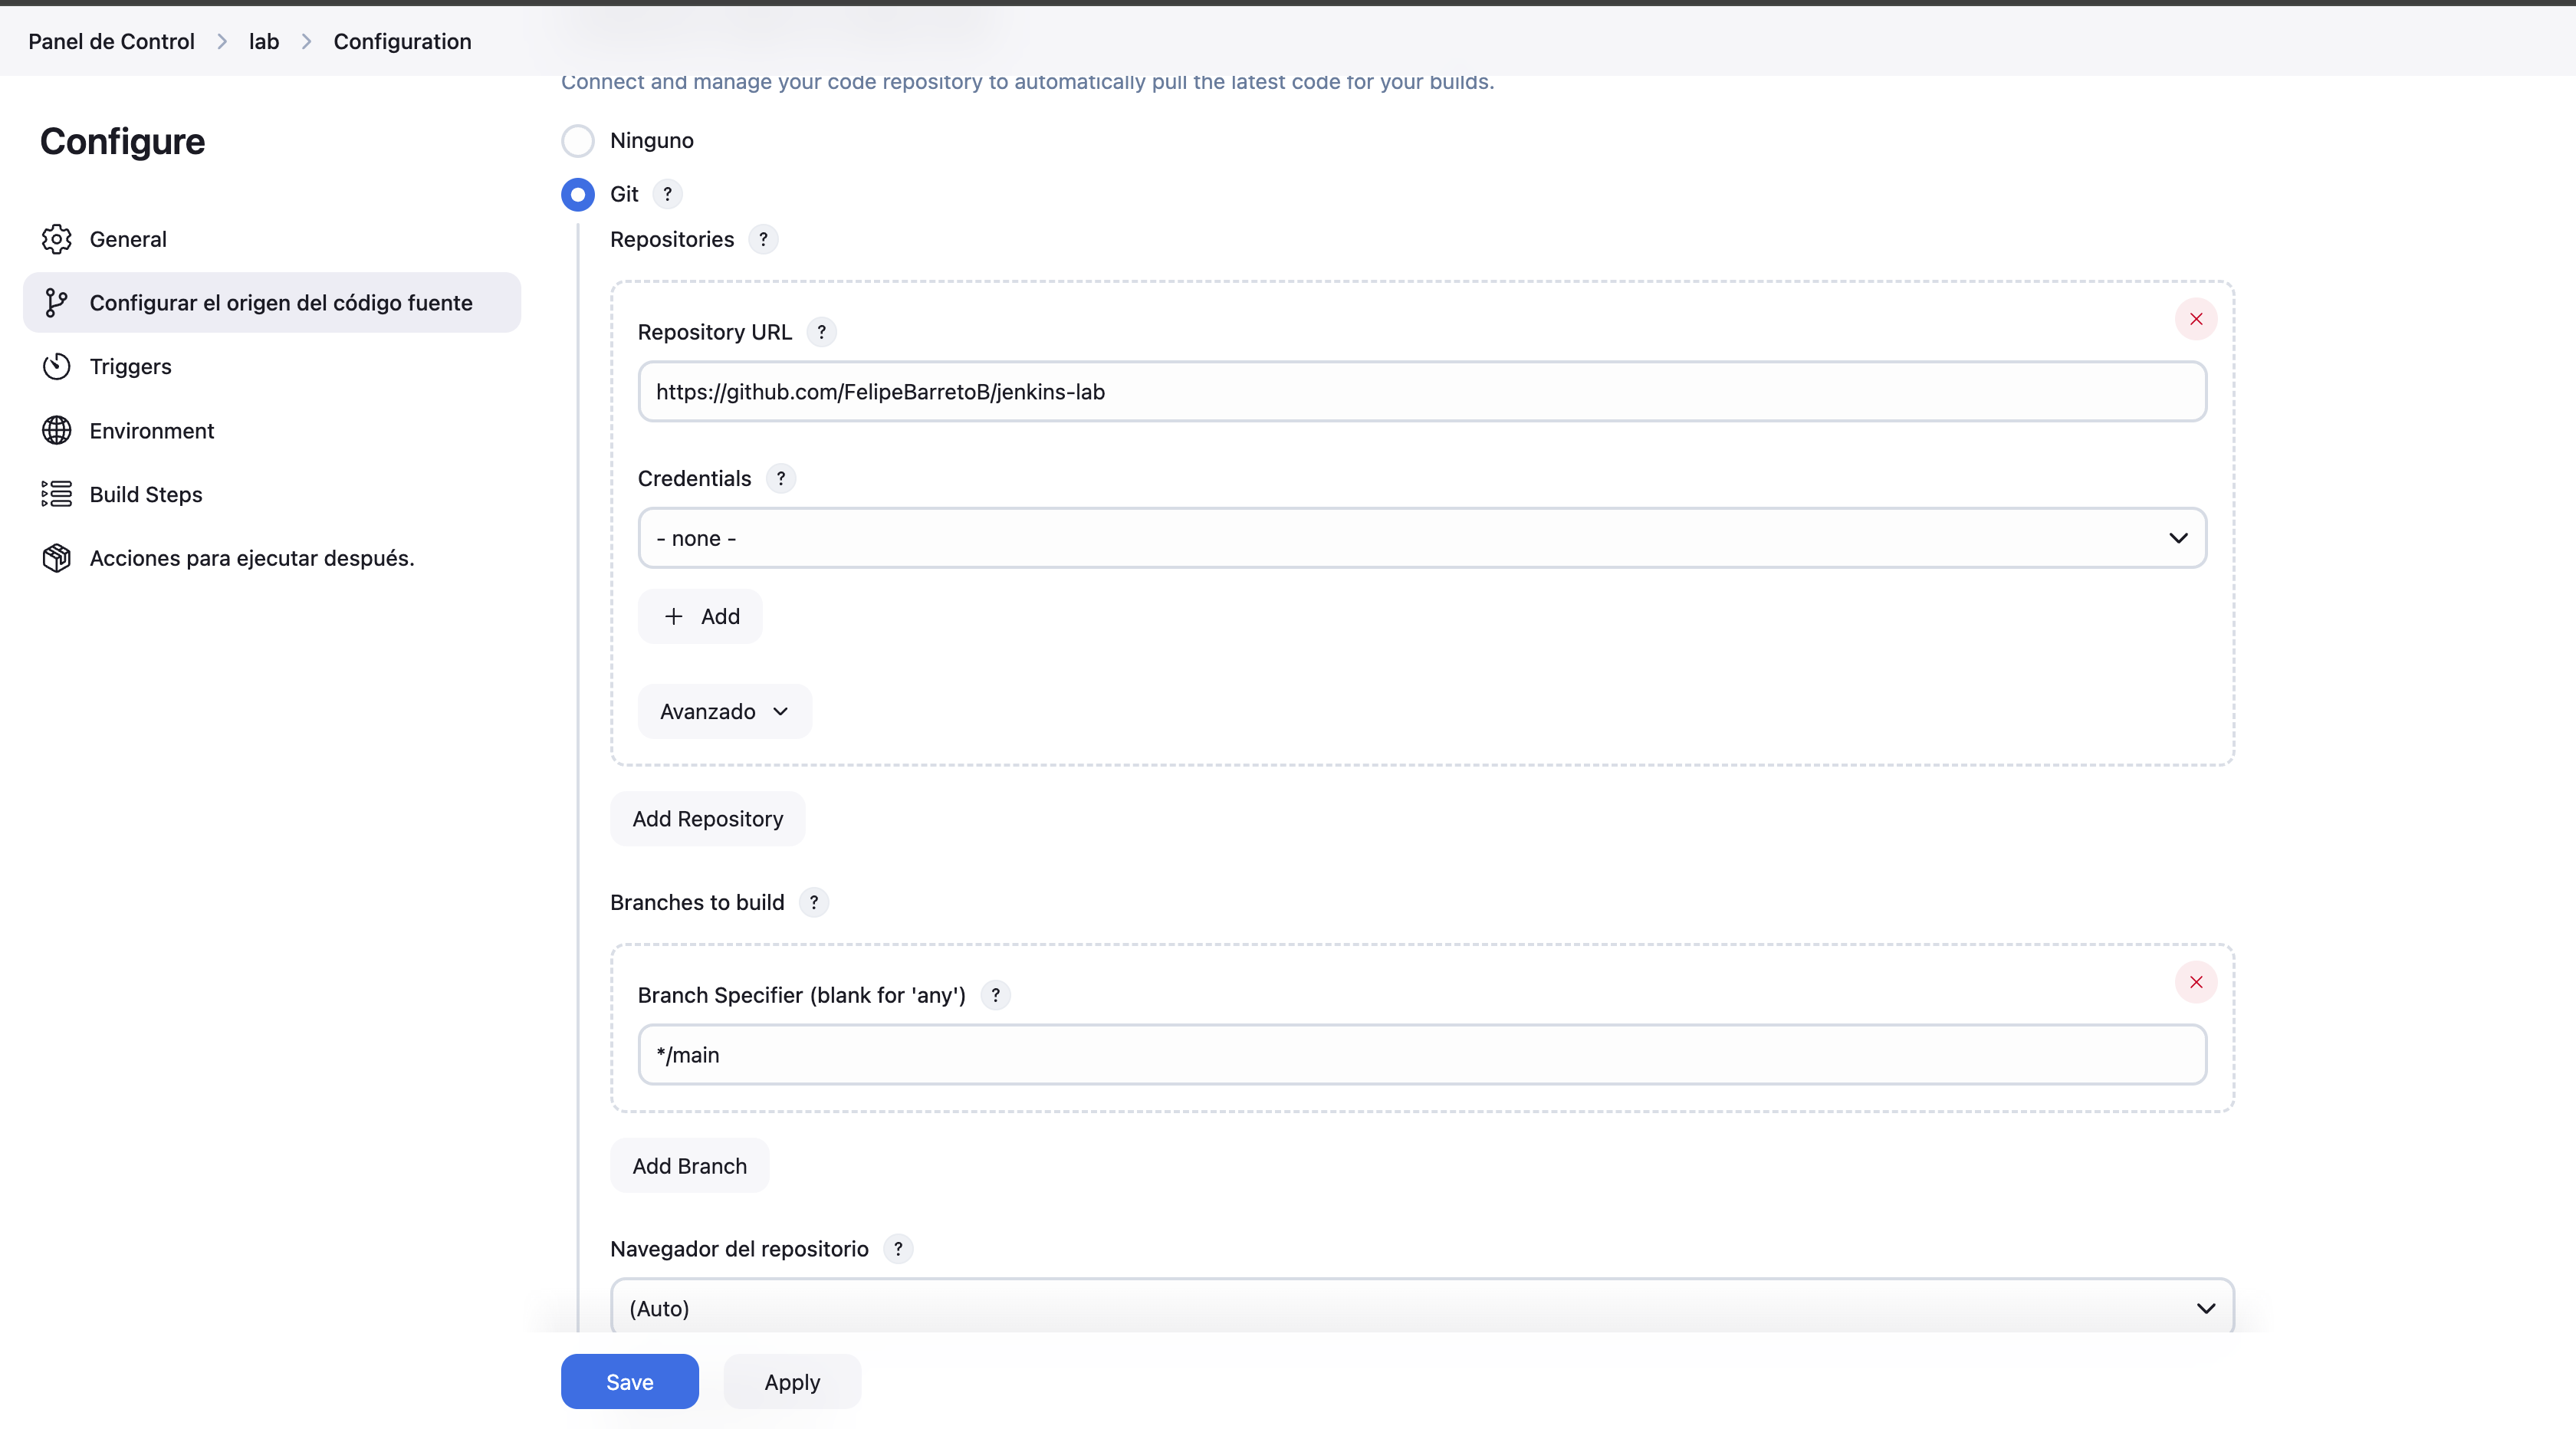 Panel de Control > lab > Configuration
Connect and manage your code repository to automatically pull the latest code for your builds.
Configure
General
Configurar el origen del código fuente
Triggers
Environment
Build Steps
Acciones para ejecutar después.
Ninguno
Git ?
Repositories ?
Repository URL ?
https://github.com/FelipeBarretoB/jenkins-lab
Credentials ?
- none -
+ Add
Avanzado
Add Repository
Branches to build ?
Branch Specifier (blank for 'any') ?
*/main
Add Branch
Navegador del repositorio ?
(Auto)
Save
Apply